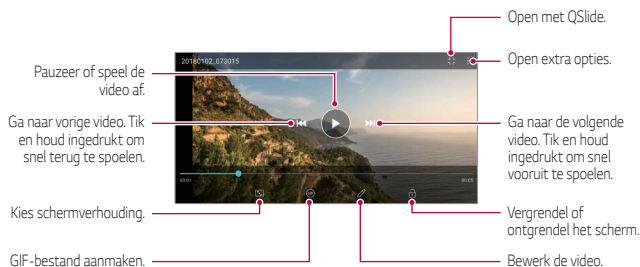 Open met QSlide.
20180102_073015
Open extra opties.
Pauzeer of speel de
video af.
Ga naar vorige video. Tik
en houd ingedrukt om
snel terug te spoelen.
Ga naar de volgende
video. Tik en houd
ingedrukt om snel
vooruit te spoelen.
00:01
00:05
GIF
Kies schermverhouding.
Vergrendel of
ontgrendel het scherm.
GIF-bestand aanmaken.
Bewerk de video.